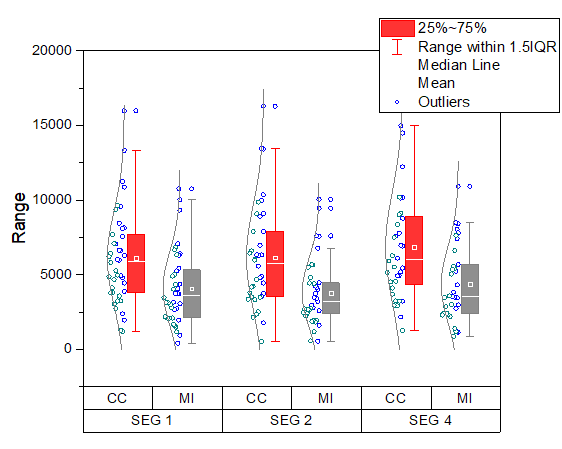 25%~75%
Range within 1.5IQR
Median Line
Mean
Outliers
20000
15000
10000
5000
0
Range
CC MI CC MI CC MI
SEG 1 SEG 2 SEG 4